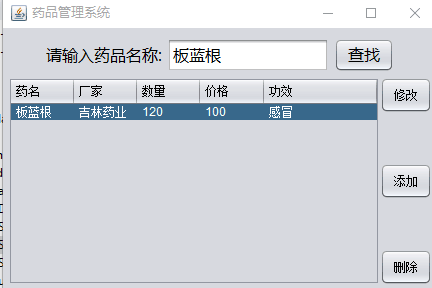 药品管理系统
请输入药品名称: 板蓝根 查找
药名 厂家 数量 价格 功效
板蓝根 吉林药业 120 100 感冒
修改
添加
删除